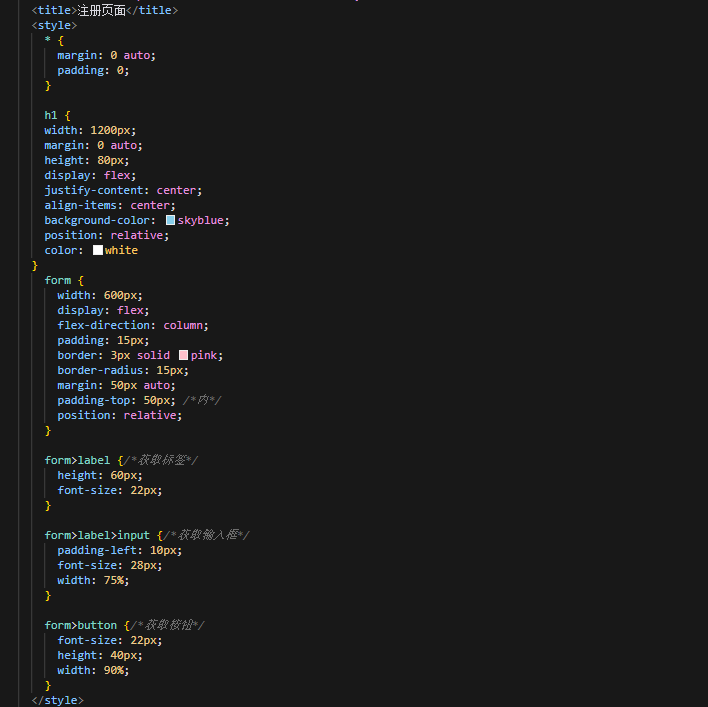 <title>注册页面</title>
<style>
* {
margin: 0 auto;
padding: 0;
}
h1 {
width: 1200px;
margin: 0 auto;
height: 80px;
display: flex;
justify-content: center;
align-items: center;
background-color: skyblue;
position: relative;
color: white
}
form {
width: 600px;
display: flex;
flex-direction: column;
padding: 15px;
border: 3px solid pink;
border-radius: 15px;
margin: 50px auto;
padding-top: 50px; /*内*/
position: relative;
}
form>label {/*获取标签*/
height: 60px;
font-size: 22px;
}
form>label>input {/*获取输入框*/
padding-left: 10px;
font-size: 28px;
width: 75%;
}
form>button {/*获取按钮*/
font-size: 22px;
height: 40px;
width: 90%;
}
</style>